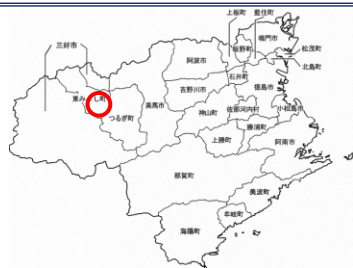 上板町
藍住町
鳴門市
三好市
板野町
松茂町
北島町
阿波市
石井町
徳島市
東み
し町
美馬市
吉野川市
小松島市
つるぎ町
神山町
佐那河内村
勝浦町
上勝町
阿南市
那賀町
美波町
牟岐町
海陽町